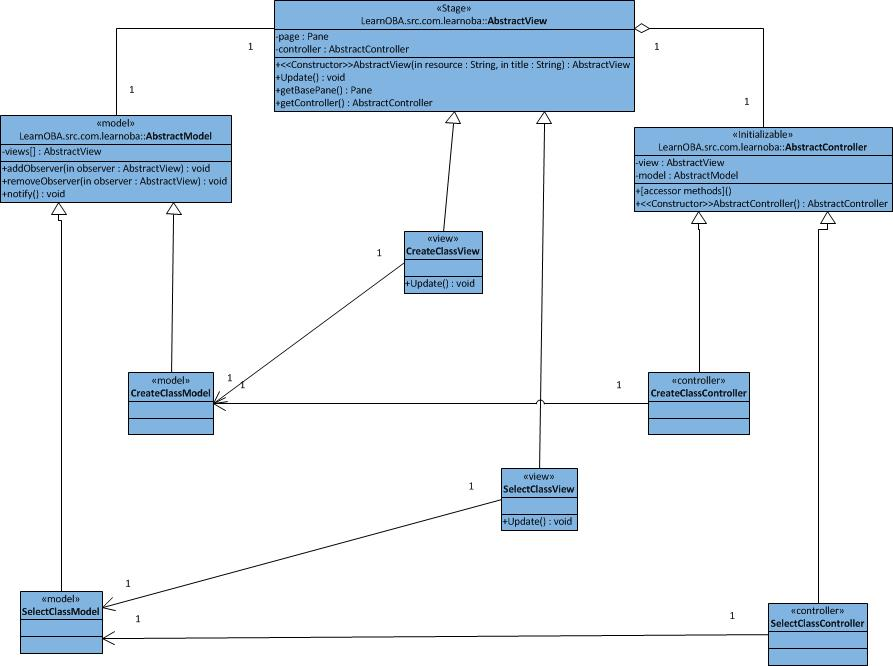 «Stage»
LearnOBA.src.com.learnoba::AbstractView
-page : Pane
-controller : AbstractController
+<<Constructor>>AbstractView(in resource : String, in title : String) : AbstractView
+Update() : void
+getBasePane() : Pane
+getController() : AbstractController
1
1
1
1
«model»
LearnOBA.src.com.learnoba::AbstractModel
-views[] : AbstractView
+addObserver(in observer : AbstractView) : void
+removeObserver(in observer : AbstractView) : void
+notify() : void
«Initializable»
LearnOBA.src.com.learnoba::AbstractController
-view : AbstractView
-model : AbstractModel
+[accessor methods]()
+<<Constructor>>AbstractController() : AbstractController
«view»
CreateClassView
+Update() : void
1
1
1
1
«model»
CreateClassModel
«controller»
CreateClassController
«view»
SelectClassView
+Update() : void
1
1
1
1
«model»
SelectClassModel
«controller»
SelectClassController